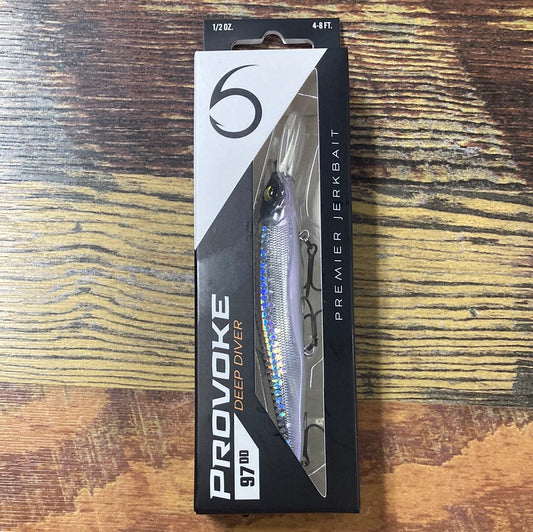 1/2 OZ. 4-8 FT.
6
PREMIER JERKBAIT
PROVOKE
DEEP DIVER
97DD